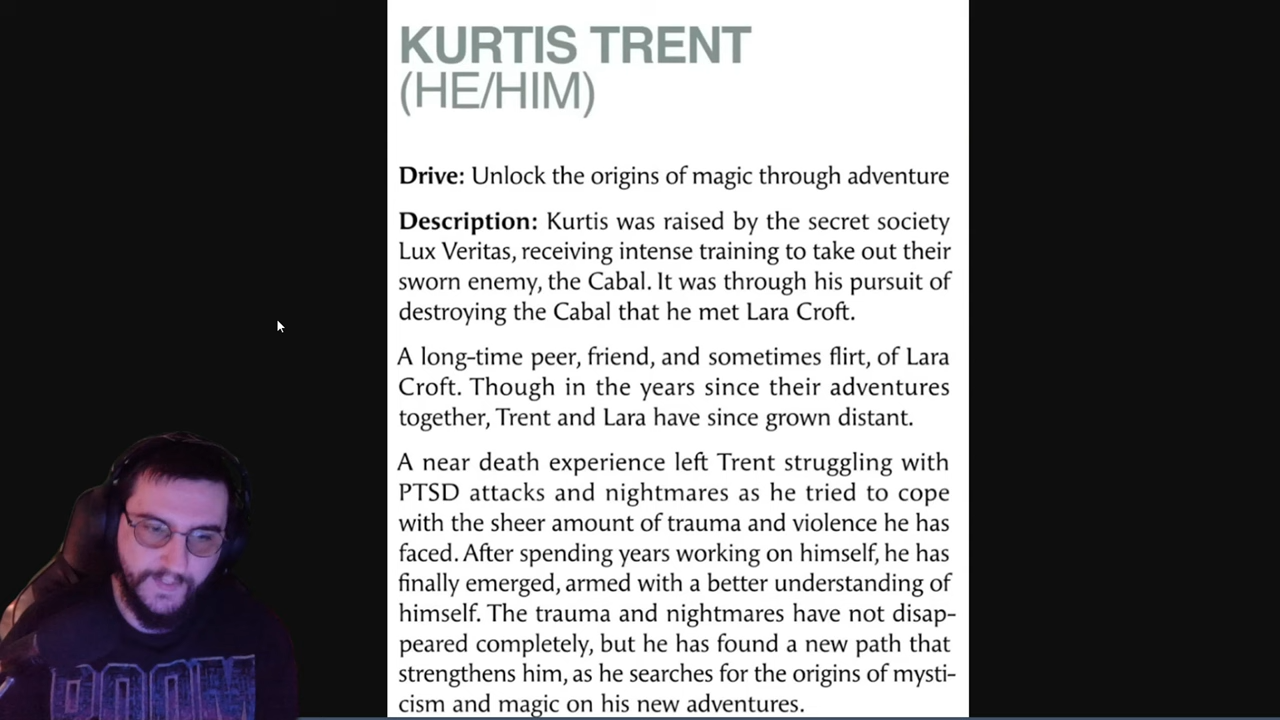 KURTIS TRENT
(HE/HIM)
Drive: Unlock the origins of magic through adventure
Description: Kurtis was raised by the secret society
Lux Veritas, receiving intense training to take out their
sworn enemy, the Cabal. It was through his pursuit of
destroying the Cabal that he met Lara Croft.
A long-time peer, friend, and sometimes flirt, of Lara
Croft. Though in the years since their adventures
together, Trent and Lara have since grown distant.
A near death experience left Trent struggling with
PTSD attacks and nightmares as he tried to cope
with the sheer amount of trauma and violence he has
faced. After spending years working on himself, he has
finally emerged, armed with a better understanding of
himself. The trauma and nightmares have not disap-
peared completely, but he has found a new path that
strengthens him, as he searches for the origins of mysti-
cism and magic on his new adventures.
DOOM